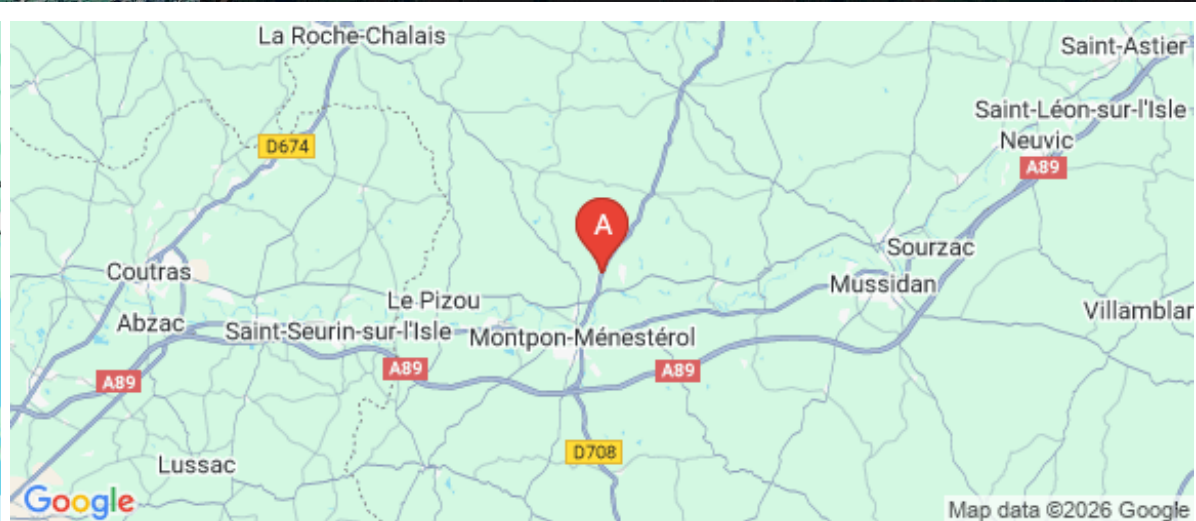 La Roche-Chalais
Saint-Astier
Saint-Léon-sur-l'Isle
Neuvic
D674
A89
A
Sourzac
Coutras
Mussidan
Le Pizou
Villamblar
Abzac
Saint-Seurin-sur-l'Isle
Montpon-Ménestérol
A89
A89
A89
D708
Lussac
Google
Map data ©2026 Google